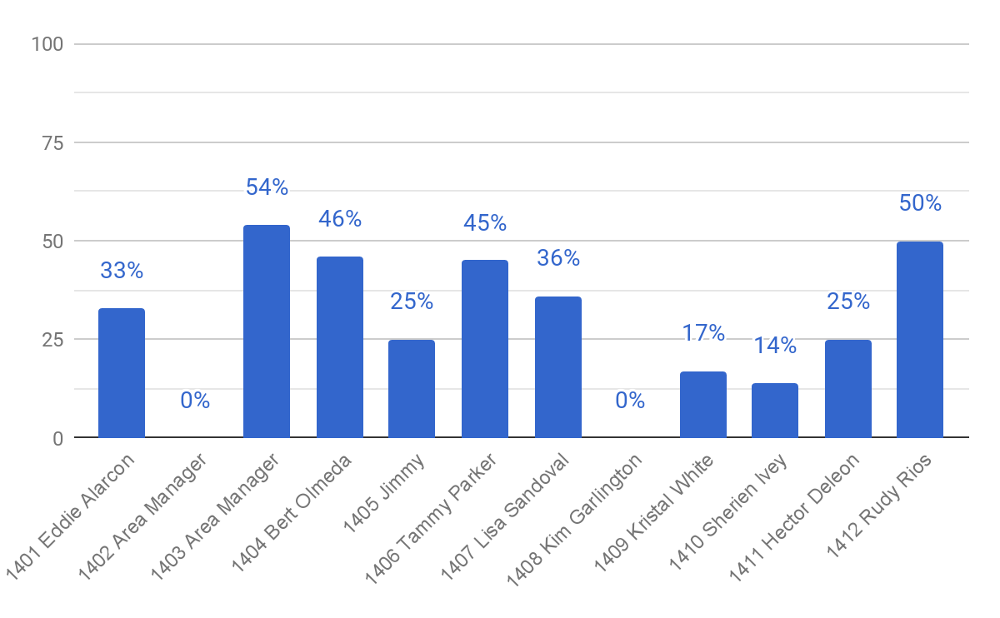 100
75
50
25
0
33%
0%
54%
46%
25%
45%
36%
0%
17%
14%
25%
50%
1401 Eddie Alarcon
1402 Area Manager
1403 Area Manager
1404 Bert Olmeda
1405 Jimmy
1406 Tammy Parker
1407 Lisa Sandoval
1408 Kim Garlington
1409 Kristal White
1410 Sherien Ivey
1411 Hector Deleon
1412 Rudy Rios